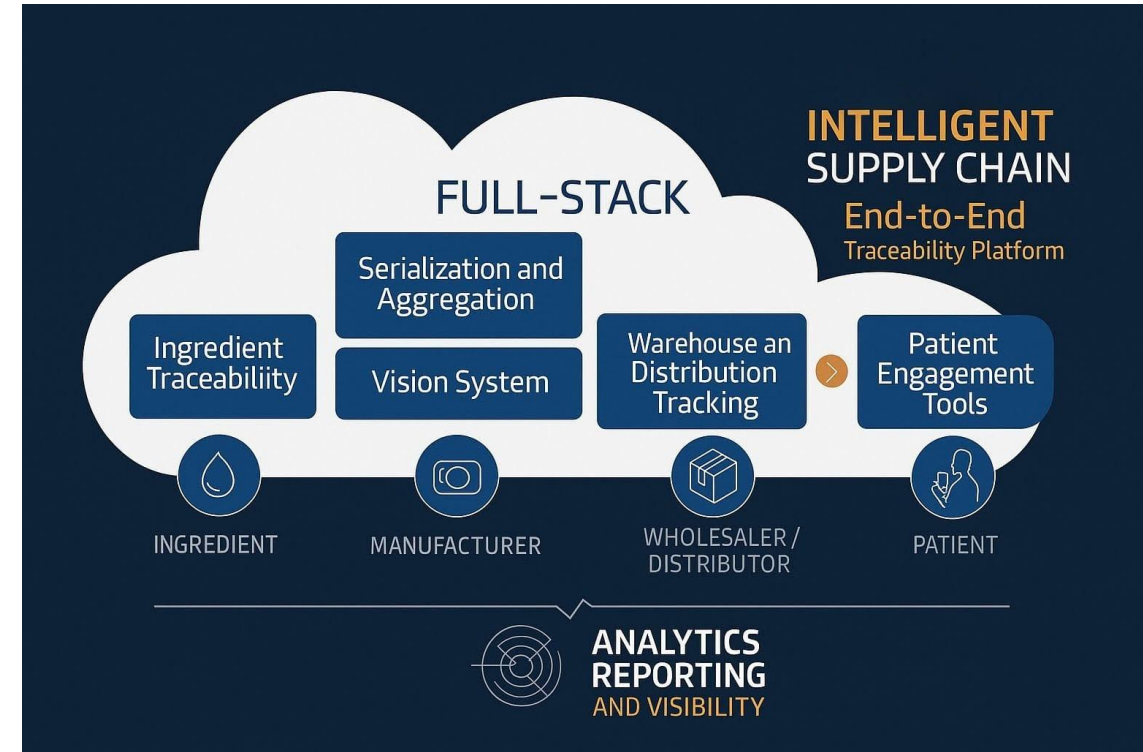 INTELLIGENT
SUPPLY CHAIN
End-to-End
Traceability Platform
FULL-STACK
Serialization and
Aggregation
Ingredient
Traceabiliity
Vision System
Warehouse an
Distribution
Tracking
Patient
Engagement
Tools
INGREDIENT
MANUFACTURER
WHOLESALER /
DISTRIBUTOR
PATIENT
ANALYTICS
REPORTING
AND VISIBILITY